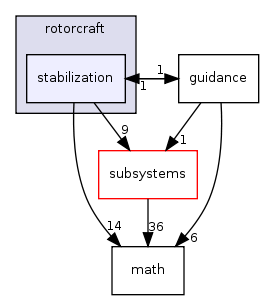 rotorcraft
stabilization
guidance
1
1
9
1
subsystems
14
36
6
math